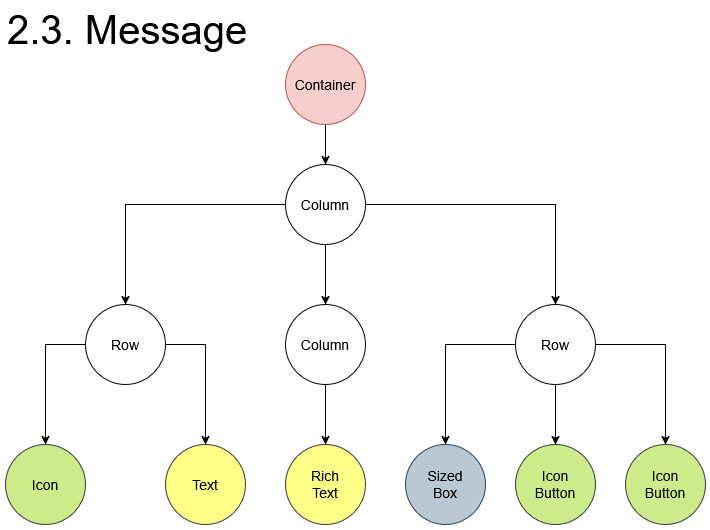 2.3. Message
Container
Column
Row
Column
Row
Icon
Text
Rich
Text
Sized
Box
Icon
Button
Icon
Button